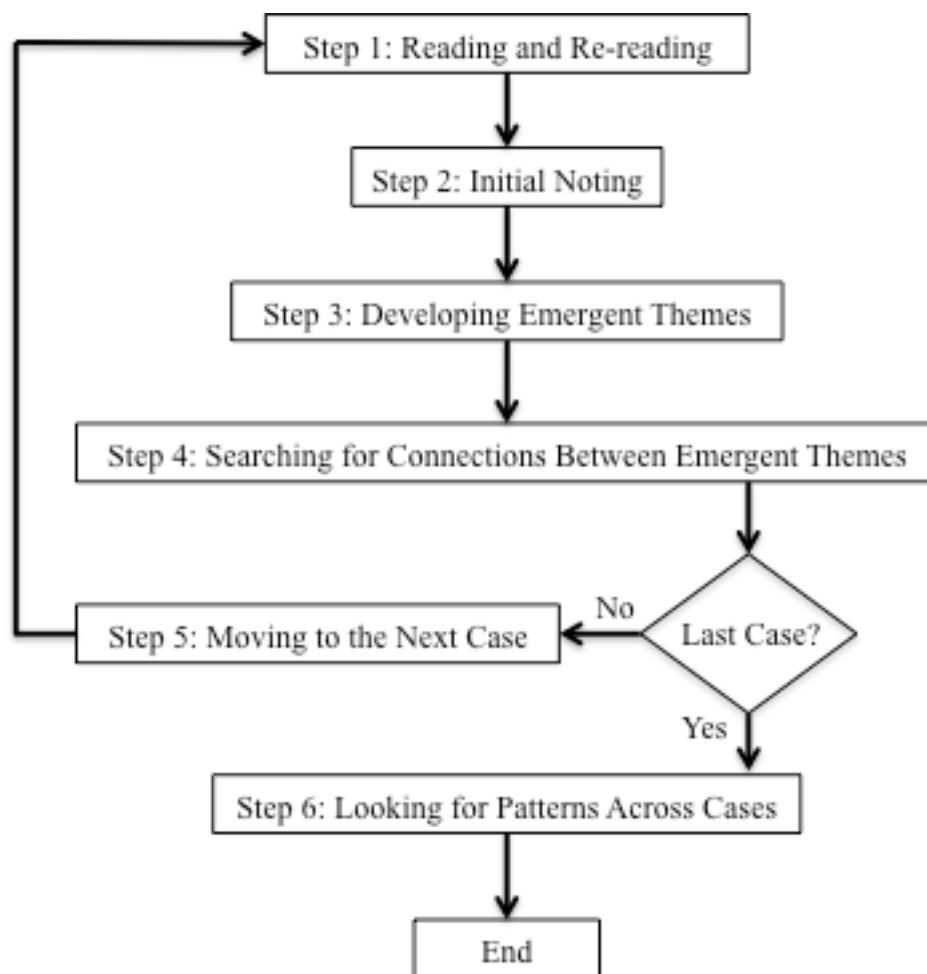 Step 1: Reading and Re-reading
Step 2: Initial Noting
Step 3: Developing Emergent Themes
Step 4: Searching for Connections Between Emergent Themes
No
Step 5: Moving to the Next Case
Last Case?
Yes
Step 6: Looking for Patterns Across Cases
End